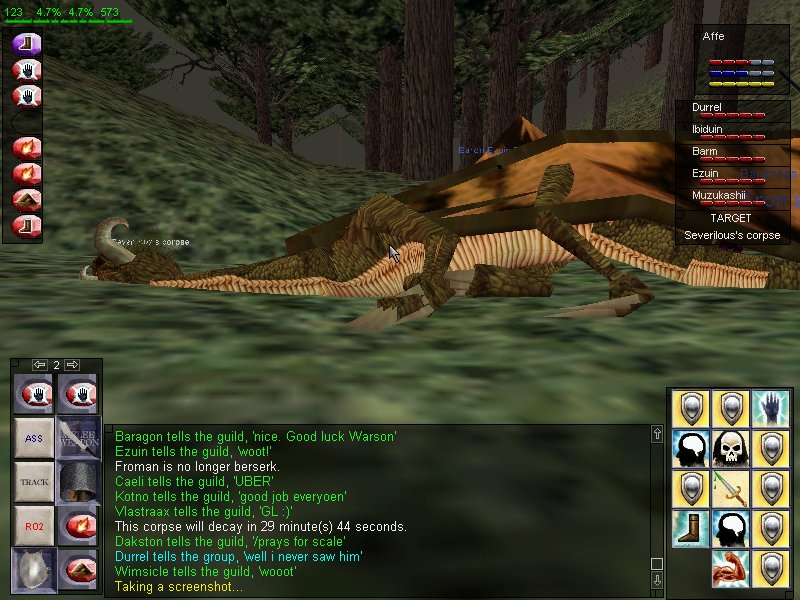 123 4.7% 4.7% 573
Affe
Durrel
Ibiduin
Barm
Ezuin
Muzukashii
TARGET
Severilous's corpse
Severilous's corpse
2
ASS
MELEE
TRACK
RO2
Baragon tells the guild, 'nice. Good luck Warson'
Ezuin tells the guild, 'woot!'
Froman is no longer berserk.
Caeli tells the guild, 'UBER'
Kotno tells the guild, 'good job everyoen'
Vlastraax tells the guild, 'GL :)'
This corpse will decay in 29 minute(s) 44 seconds.
Dakston tells the guild, '/prays for scale'
Durrel tells the group, 'well i never saw him'
Wimsicle tells the guild, 'wooot'
Taking a screenshot...